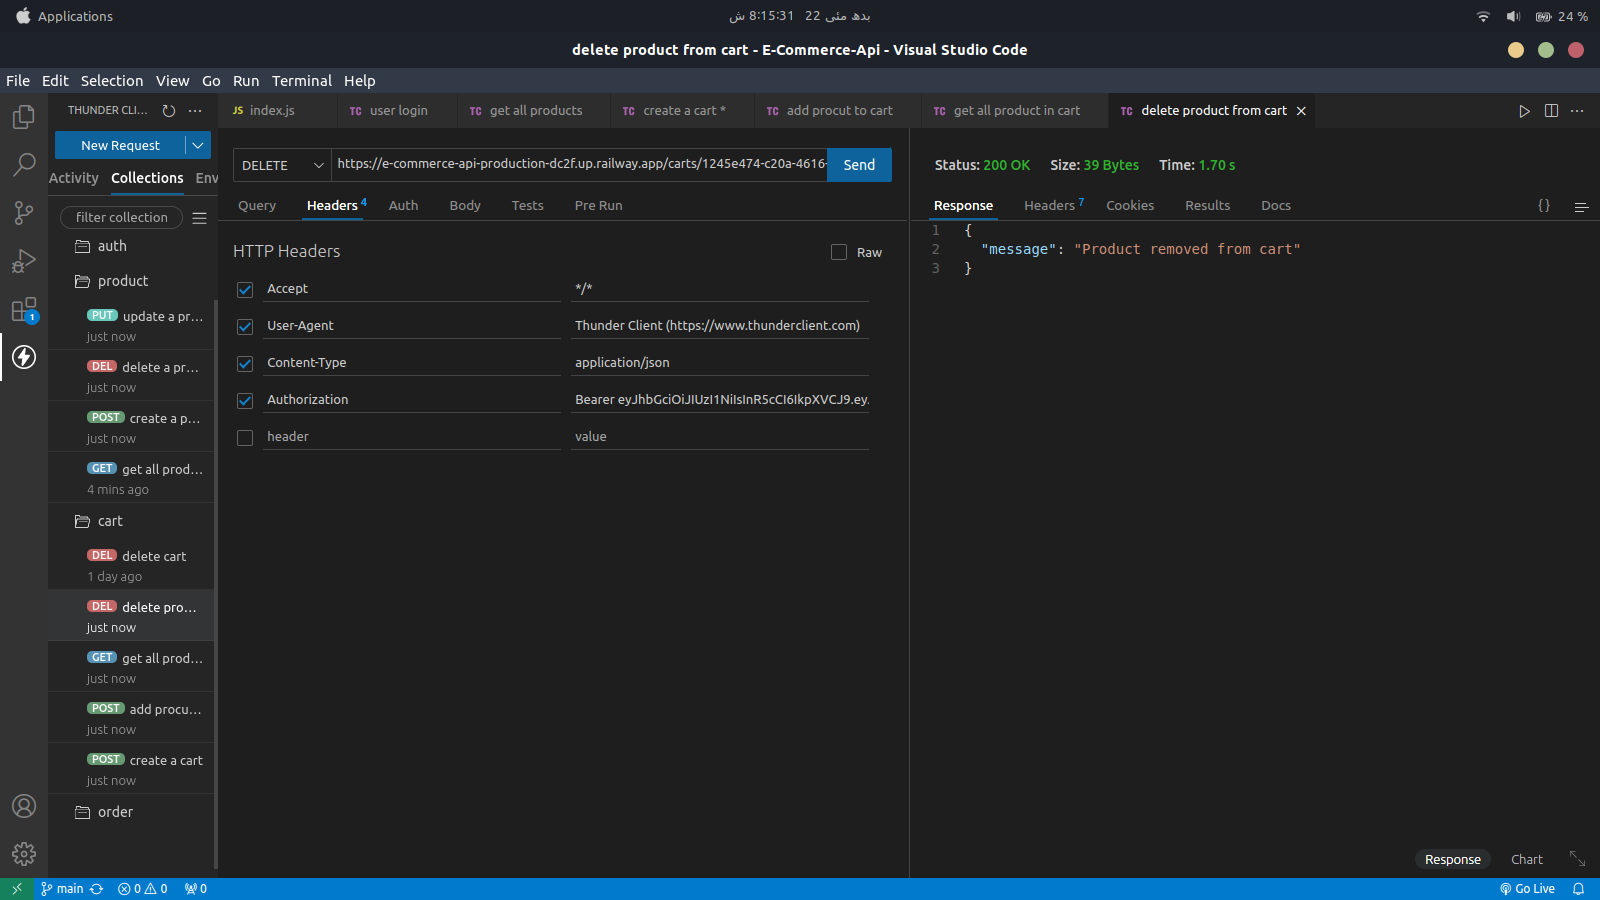 Applications
بدھ مئی 22  8:15:31 ش
24 %
delete product from cart - E-Commerce-Api - Visual Studio Code
File Edit Selection View Go Run Terminal Help
THUNDER CLI...
JS index.js
TC user login
TC get all products
TC create a cart *
TC add procut to cart
TC get all product in cart
TC delete product from cart
New Request
Activity Collections Env
filter collection
auth
product
PUT update a pr...
just now
DEL delete a pr...
just now
POST create a p...
just now
GET get all prod...
4 mins ago
cart
DEL delete cart
1 day ago
DEL delete pro...
just now
GET get all prod...
just now
POST add procu...
just now
POST create a cart
just now
order
1
DELETE
https://e-commerce-api-production-dc2f.up.railway.app/carts/1245e474-c20a-4616-
Send
Query Headers 4 Auth Body Tests Pre Run
HTTP Headers
Raw
Accept */*
User-Agent Thunder Client (https://www.thunderclient.com)
Content-Type application/json
Authorization Bearer eyJhbGciOiJIUzI1NiIsInR5cCI6IkpXVCJ9.ey.
header value
Status: 200 OK Size: 39 Bytes Time: 1.70 s
Response Headers 7 Cookies Results Docs
{}
1 {
2 "message": "Product removed from cart"
3 }
Response Chart
main
0 0
0
Go Live